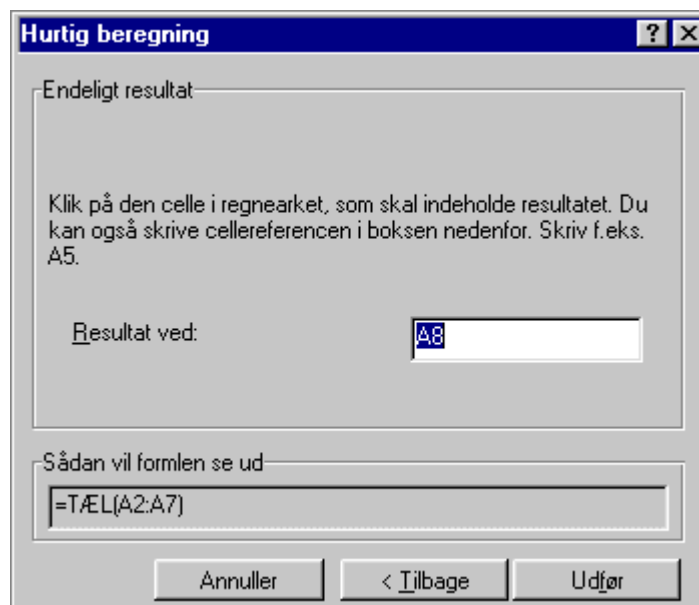 Hurtig beregning
Endeligt resultat
Klik på den celle i regnearket, som skal indeholde resultatet. Du
kan også skrive cellereferencen i boksen nedenfor. Skriv f.eks.
A5.
Resultat ved:
A8
Sådan vil formlen se ud
=TÆL(A2:A7)
Annuller
< Tilbage
Udfør